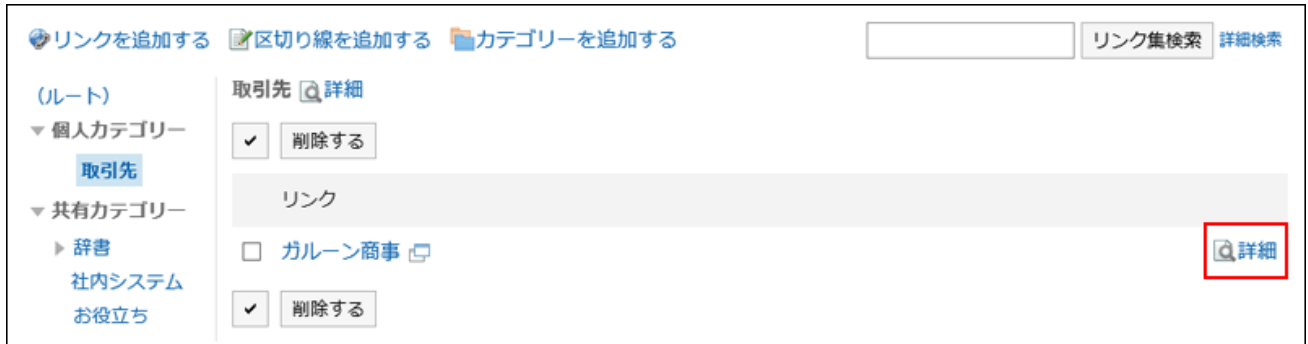 リンクを追加する 区切り線を追加する カテゴリーを追加する リンク集検索 詳細検索
(ルート)
個人カテゴリー
取引先
共有カテゴリー
辞書
社内システム
お役立ち
取引先 詳細
削除する
リンク
ガルーン商事 詳細
削除する